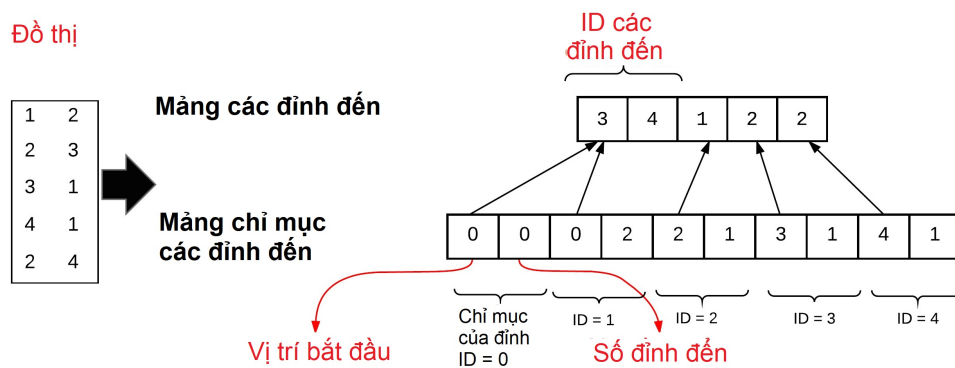 Đồ thị
ID các
đỉnh đến
1 2
2 3
3 1
4 1
2 4
Mảng các đỉnh đến
3 4 1 2 2
Mảng chỉ mục
các đỉnh đến
0 0 0 2 2 1 3 1 4 1
Chỉ mục
của đỉnh
ID = 0
ID = 1
ID = 2
ID = 3
ID = 4
Vị trí bắt đầu
Số đỉnh đển